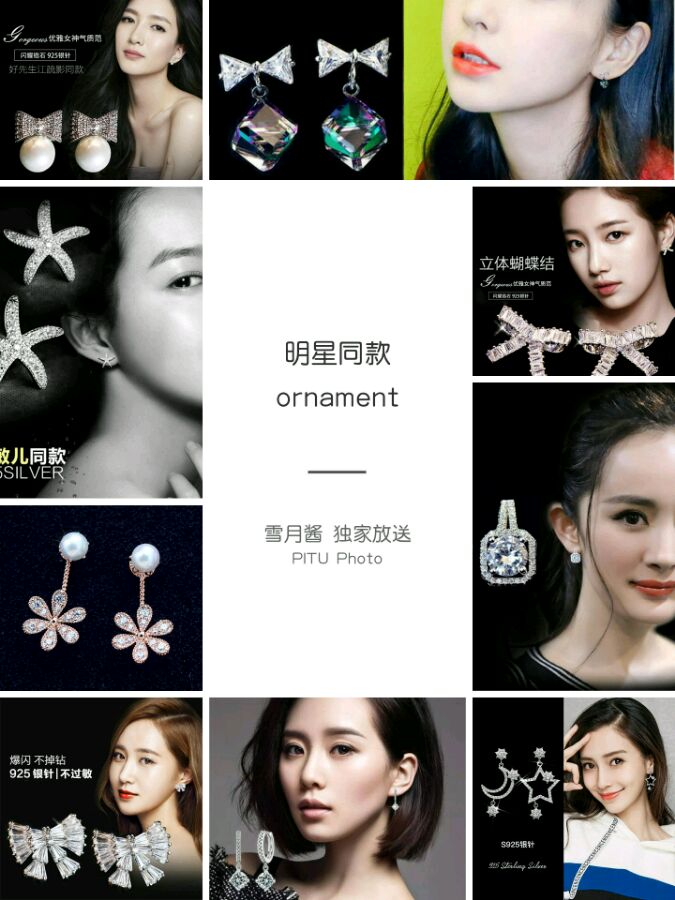 Gorgeous 优雅女神气质范
闪耀锆石 925银针
好先生江疏影同款
立体蝴蝶结
Gorgeous 优雅女神气质范
闪耀锆石 925银针
明星同款
ornament
敏儿同款
5SILVER
雪月酱 独家放送
PITU Photo
爆闪 不掉钻
925 银针|不过敏
S925银针
925 Sterling Silver